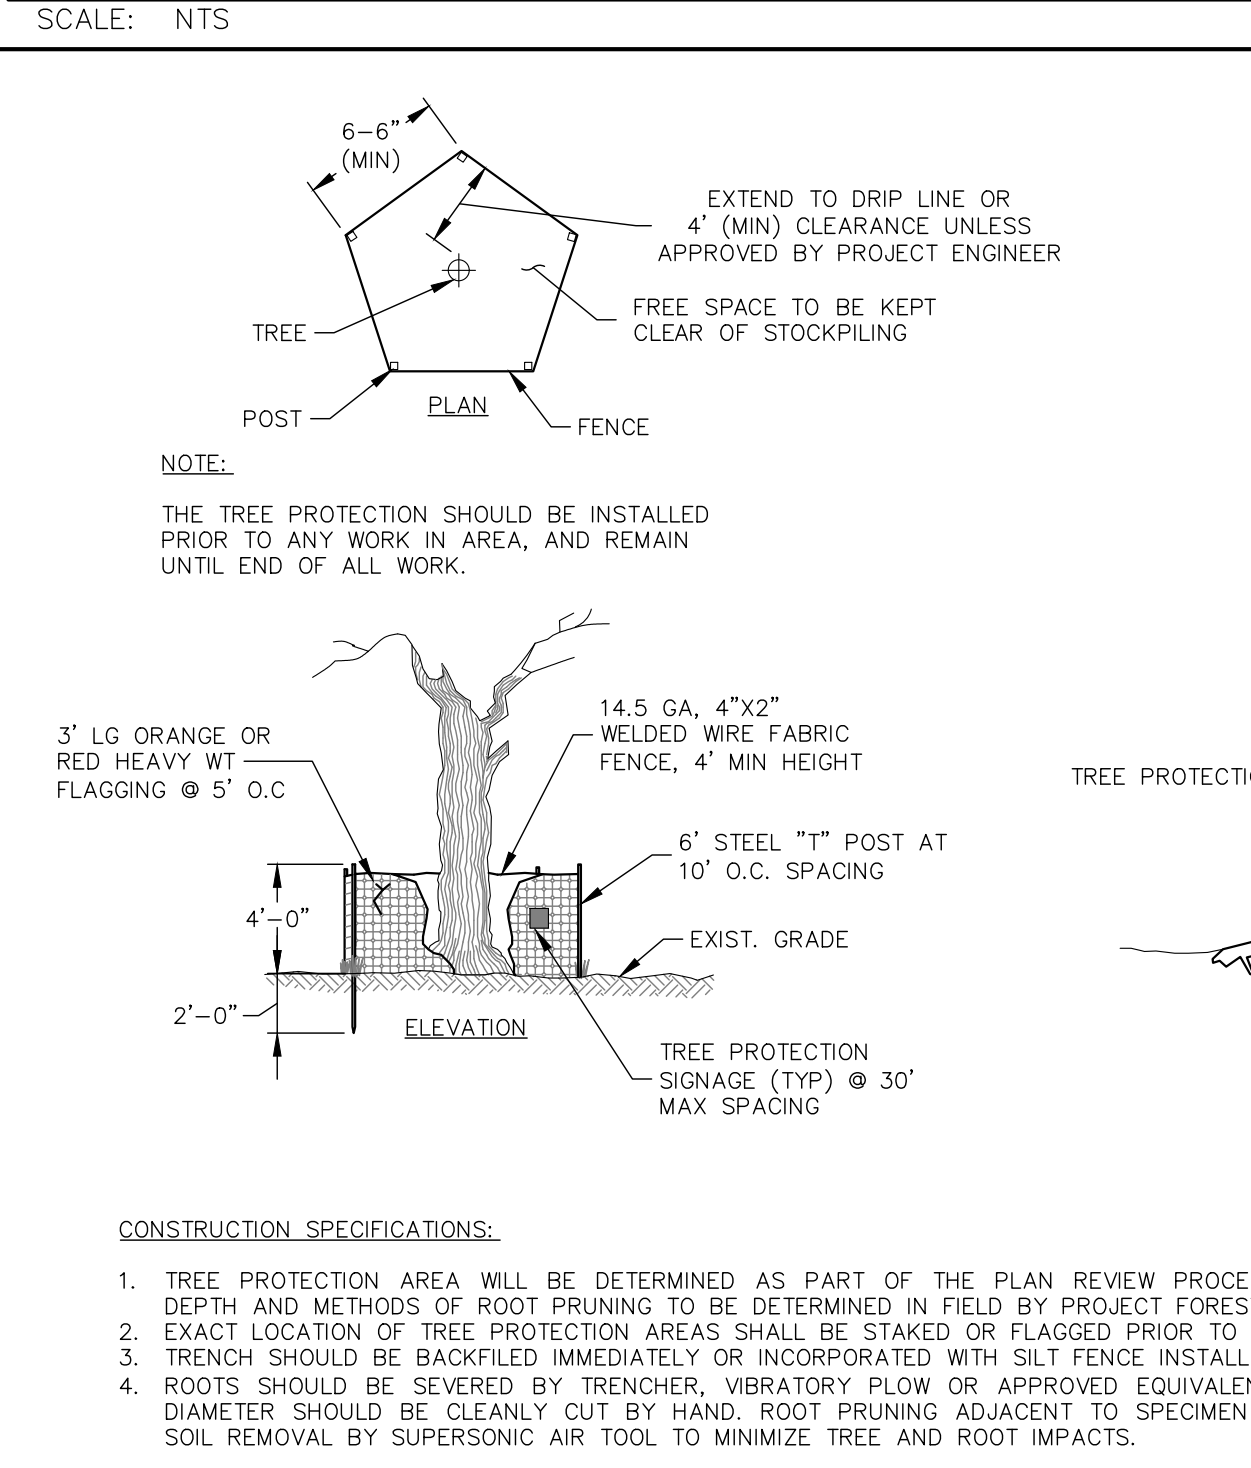 SCALE: NTS
6-6"
(MIN)
EXTEND TO DRIP LINE OR
4' (MIN) CLEARANCE UNLESS
APPROVED BY PROJECT ENGINEER
FREE SPACE TO BE KEPT
CLEAR OF STOCKPILING
TREE
POST
PLAN
FENCE
NOTE:
THE TREE PROTECTION SHOULD BE INSTALLED
PRIOR TO ANY WORK IN AREA, AND REMAIN
UNTIL END OF ALL WORK.
14.5 GA, 4"X2"
WELDED WIRE FABRIC
FENCE, 4' MIN HEIGHT
3' LG ORANGE OR
RED HEAVY WT
FLAGGING @ 5' O.C
TREE PROTECTI
6' STEEL "T" POST AT
10' O.C. SPACING
4'-0"
EXIST. GRADE
2'-0"
ELEVATION
TREE PROTECTION
SIGNAGE (TYP) @ 30'
MAX SPACING
CONSTRUCTION SPECIFICATIONS:
1. TREE PROTECTION AREA WILL BE DETERMINED AS PART OF THE PLAN REVIEW PROCE
DEPTH AND METHODS OF ROOT PRUNING TO BE DETERMINED IN FIELD BY PROJECT FORES
2. EXACT LOCATION OF TREE PROTECTION AREAS SHALL BE STAKED OR FLAGGED PRIOR TO
3. TRENCH SHOULD BE BACKFILED IMMEDIATELY OR INCORPORATED WITH SILT FENCE INSTALL
4. ROOTS SHOULD BE SEVERED BY TRENCHER, VIBRATORY PLOW OR APPROVED EQUIVALEN
DIAMETER SHOULD BE CLEANLY CUT BY HAND. ROOT PRUNING ADJACENT TO SPECIMEN
SOIL REMOVAL BY SUPERSONIC AIR TOOL TO MINIMIZE TREE AND ROOT IMPACTS.